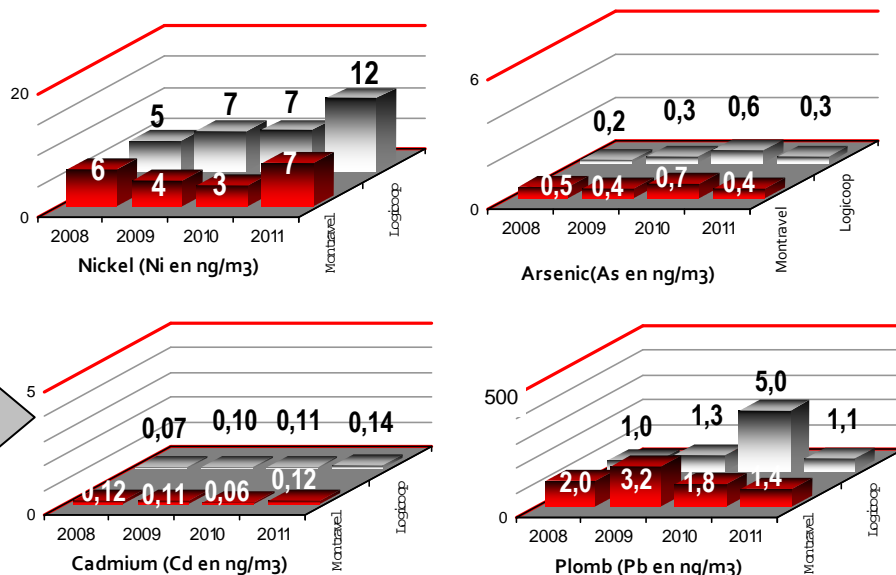 20
0
5
7
7
12
6
4
3
7
2008 2009 2010 2011
Montravel
Logicoop
Nickel (Ni en ng/m3)
6
0
0,2
0,3
0,6
0,3
0,5
0,4
0,7
0,4
2008 2009 2010 2011
Montravel
Logicoop
Arsenic(As en ng/m3)
5
0
0,07
0,10
0,11
0,14
0,12
0,11
0,06
0,12
2008 2009 2010 2011
Montravel
Logicoop
Cadmium (Cd en ng/m3)
500
0
1,0
1,3
5,0
1,1
2,0
3,2
1,8
1,4
2008 2009 2010 2011
Montravel
Logicoop
Plomb (Pb en ng/m3)